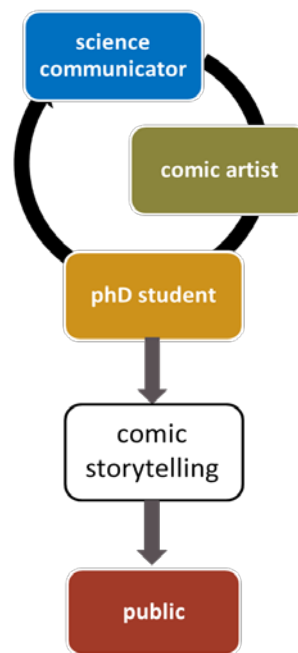 science
communicator
comic artist
phD student
comic
storytelling
public